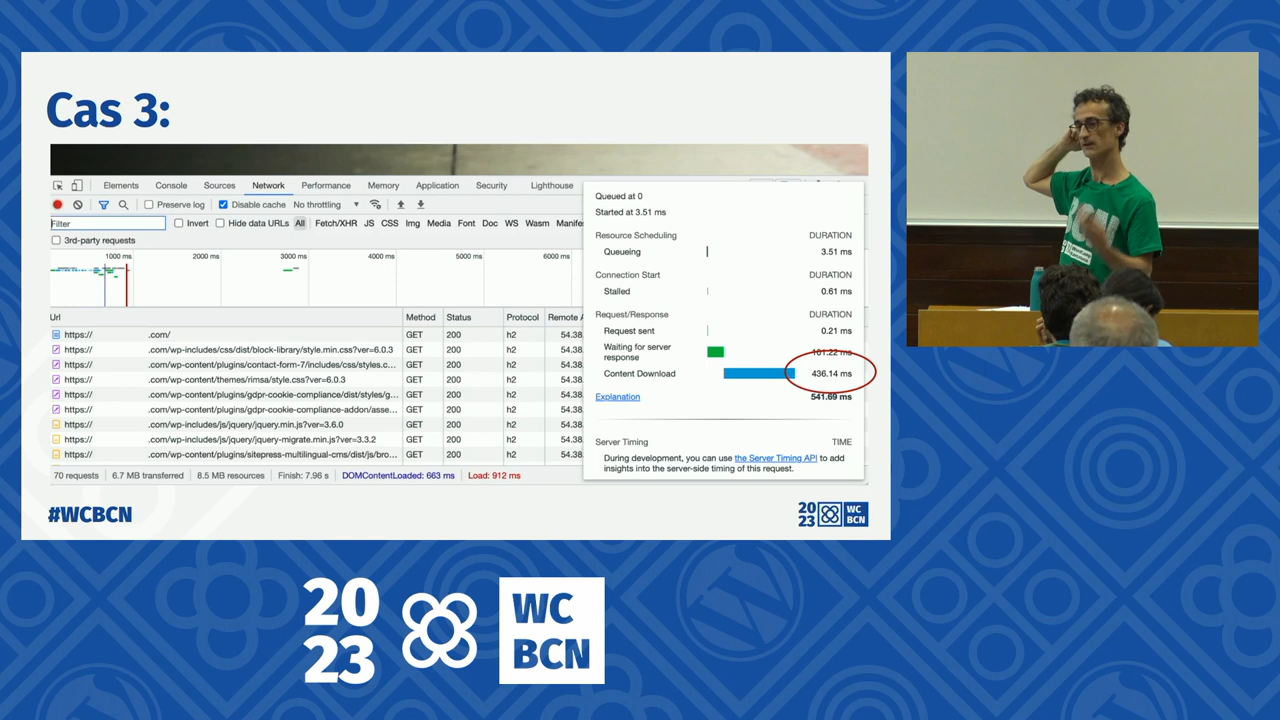 Cas 3:
Elements Console Sources Network Performance Memory Application Security Lighthouse
Preserve log Disable cache No throttling
Filter Invert Hide data URLs All Fetch/XHR JS CSS Img Media Font Doc WS Wasm Manife
3rd-party requests
1000 ms 2000 ms 3000 ms 4000 ms 5000 ms 6000 ms
Url Method Status Protocol Remote A
https:// .com/ GET 200 h2 54.38.
https:// .com/wp-includes/css/dist/block-library/style.min.css?ver=6.0.3 GET 200 h2 54.38.
https:// .com/wp-content/plugins/contact-form-7/includes/css/styles.c... GET 200 h2 54.38.
https:// .com/wp-content/themes/rimsa/style.css?ver=6.0.3 GET 200 h2 54.38.
https:// .com/wp-content/plugins/gdpr-cookie-compliance/dist/styles/g... GET 200 h2 54.38.
https:// .com/wp-content/plugins/gdpr-cookie-compliance-addon/asse... GET 200 h2 54.38.
https:// .com/wp-includes/js/jquery/jquery.min.js?ver=3.6.0 GET 200 h2 54.38.
https:// .com/wp-includes/js/jquery/jquery-migrate.min.js?ver=3.3.2 GET 200 h2 54.38.
https:// .com/wp-content/plugins/sitepress-multilingual-cms/dist/js/bro... GET 200 h2 54.38.
70 requests 6.7 MB transferred 8.5 MB resources Finish: 7.96 s DOMContentLoaded: 663 ms Load: 912 ms
Queued at 0
Started at 3.51 ms
Resource Scheduling DURATION
Queueing 3.51 ms
Connection Start DURATION
Stalled 0.61 ms
Request/Response DURATION
Request sent 0.21 ms
Waiting for server 101.22 ms
response
Content Download 436.14 ms
Explanation 541.69 ms
Server Timing TIME
During development, you can use the Server Timing API to add
insights into the server-side timing of this request.
#WCBCN
20 WC
23 BCN
20 WC
23 BCN